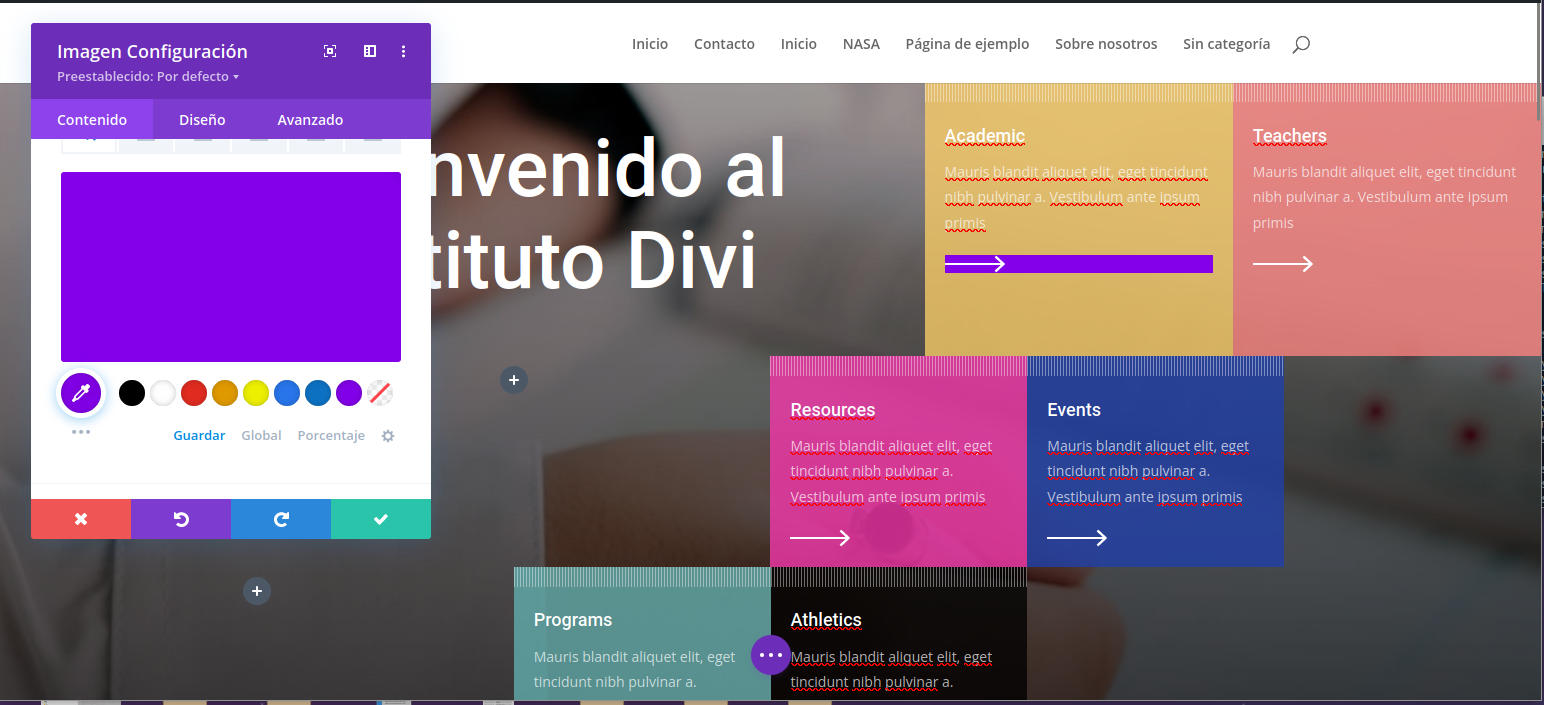 Imagen Configuración
Preestablecido: Por defecto
Contenido Diseño Avanzado
Guardar Global Porcentaje
Inicio Contacto Inicio NASA Página de ejemplo Sobre nosotros Sin categoría
nvenido al
tituto Divi
Academic
Mauris blandit aliquet elit, eget tincidunt
nibh pulvinar a. Vestibulum ante ipsum
primis
Teachers
Mauris blandit aliquet elit, eget tincidunt
nibh pulvinar a. Vestibulum ante ipsum
primis
Resources
Mauris blandit aliquet elit, eget
tincidunt nibh pulvinar a.
Vestibulum ante ipsum primis
Events
Mauris blandit aliquet elit, eget
tincidunt nibh pulvinar a.
Vestibulum ante ipsum primis
Programs
Mauris blandit aliquet elit, eget
tincidunt nibh pulvinar a.
Athletics
Mauris blandit aliquet elit, eget
tincidunt nibh pulvinar a.